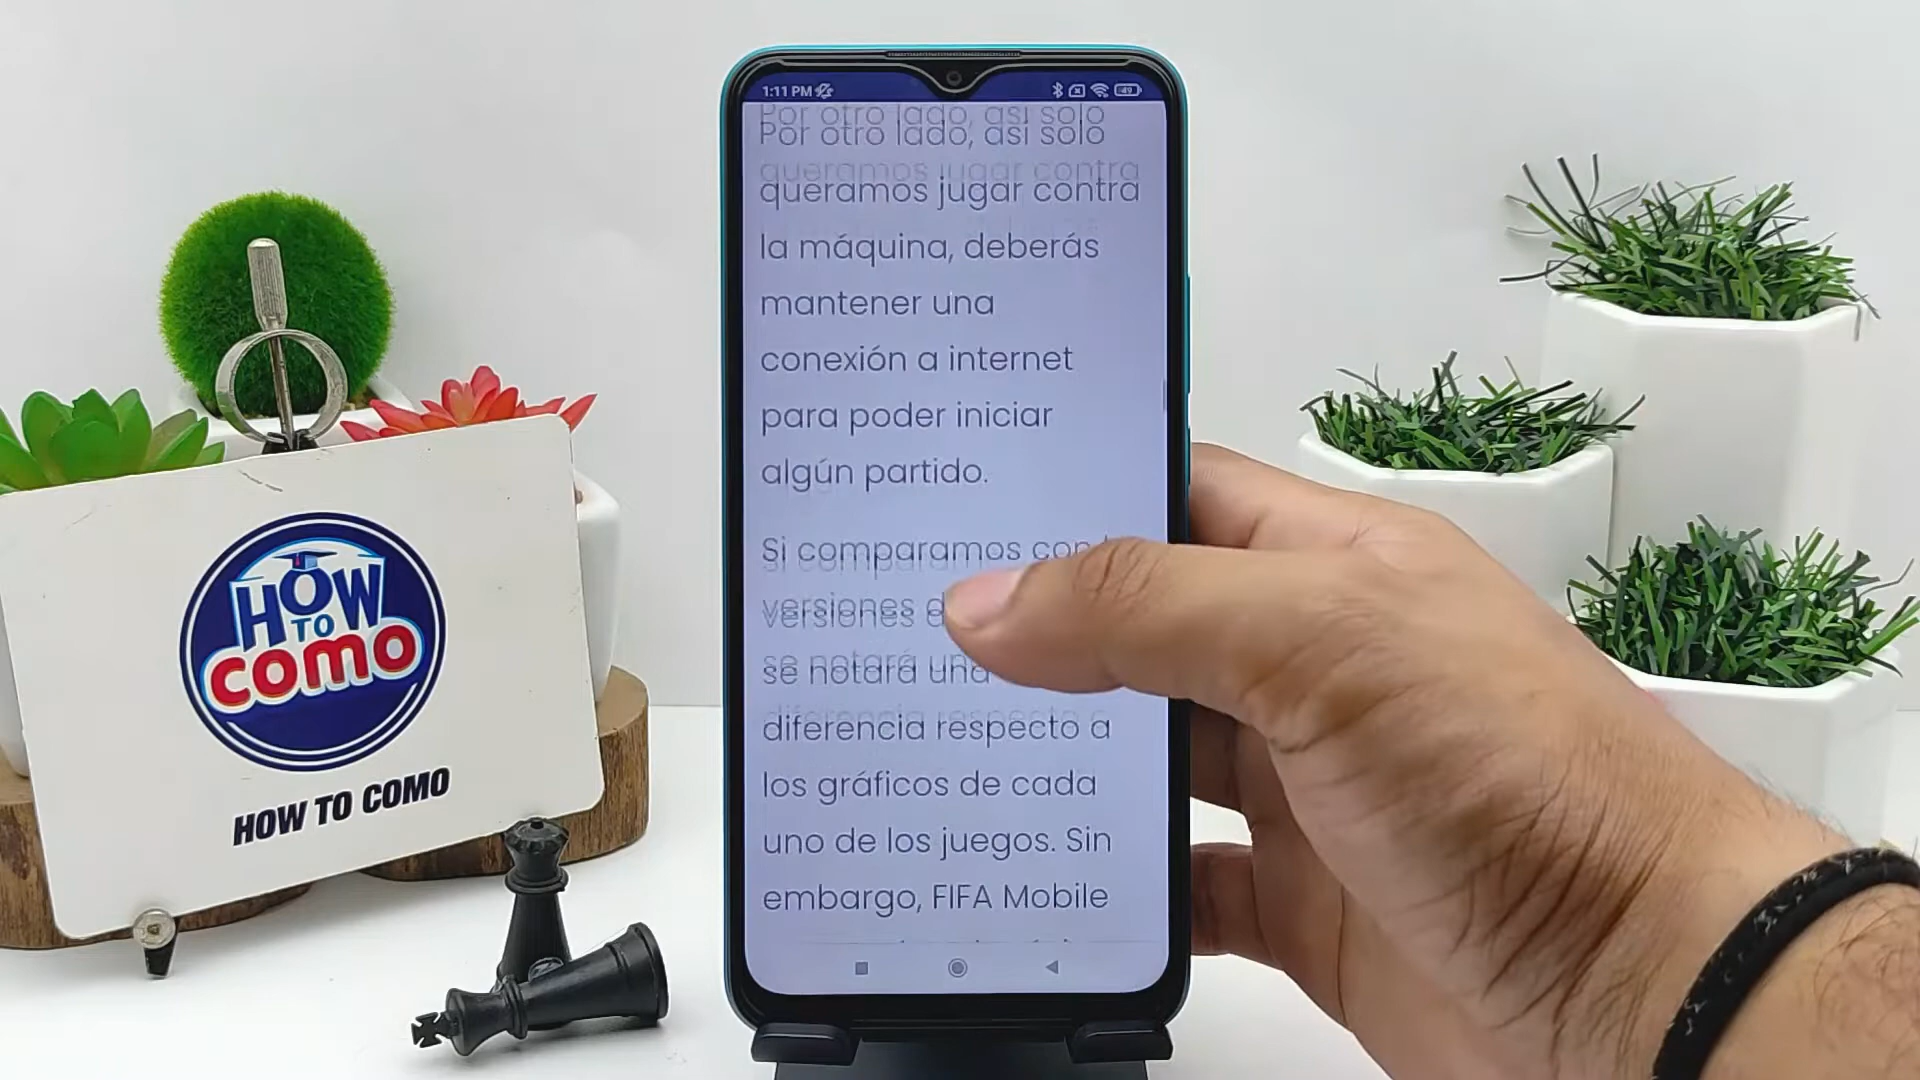 1:11 PM
49
Por otro lado, así solo
queramos jugar contra
la máquina, deberás
mantener una
conexión a internet
para poder iniciar
algún partido.
Si comparamos con
versiones
se notará una
diferencia respecto a
los gráficos de cada
uno de los juegos. Sin
embargo, FIFA Mobile
HOW
TO
como
HOW TO COMO